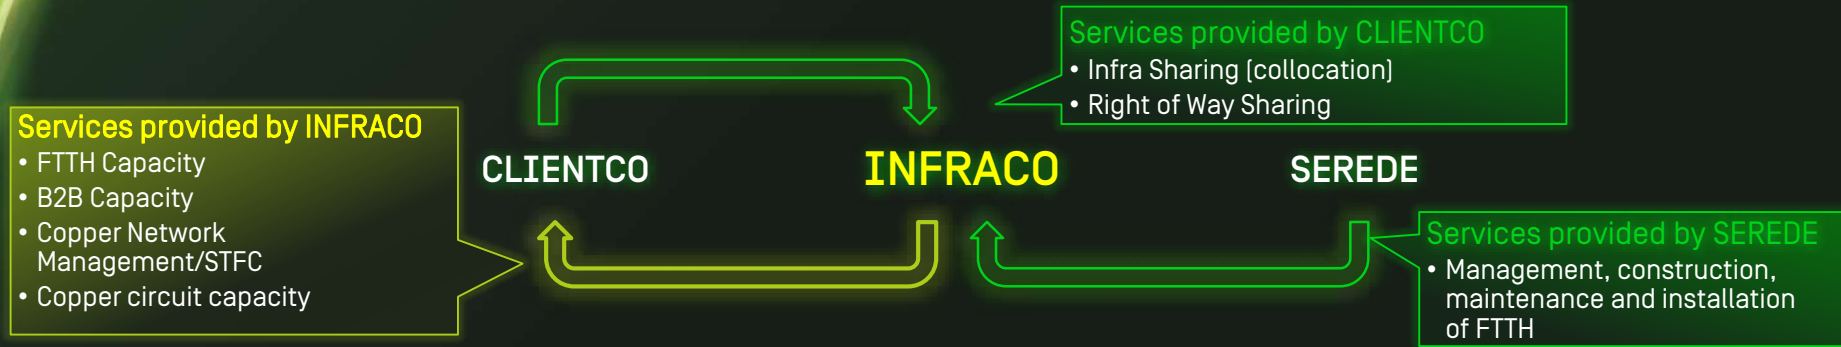 Services provided by CLIENTCO
• Infra Sharing (collocation)
• Right of Way Sharing
Services provided by INFRACO
• FTTH Capacity
• B2B Capacity
• Copper Network
Management/STFC
• Copper circuit capacity
CLIENTCO
INFRACO
SEREDE
Services provided by SEREDE
• Management, construction,
maintenance and installation
of FTTH